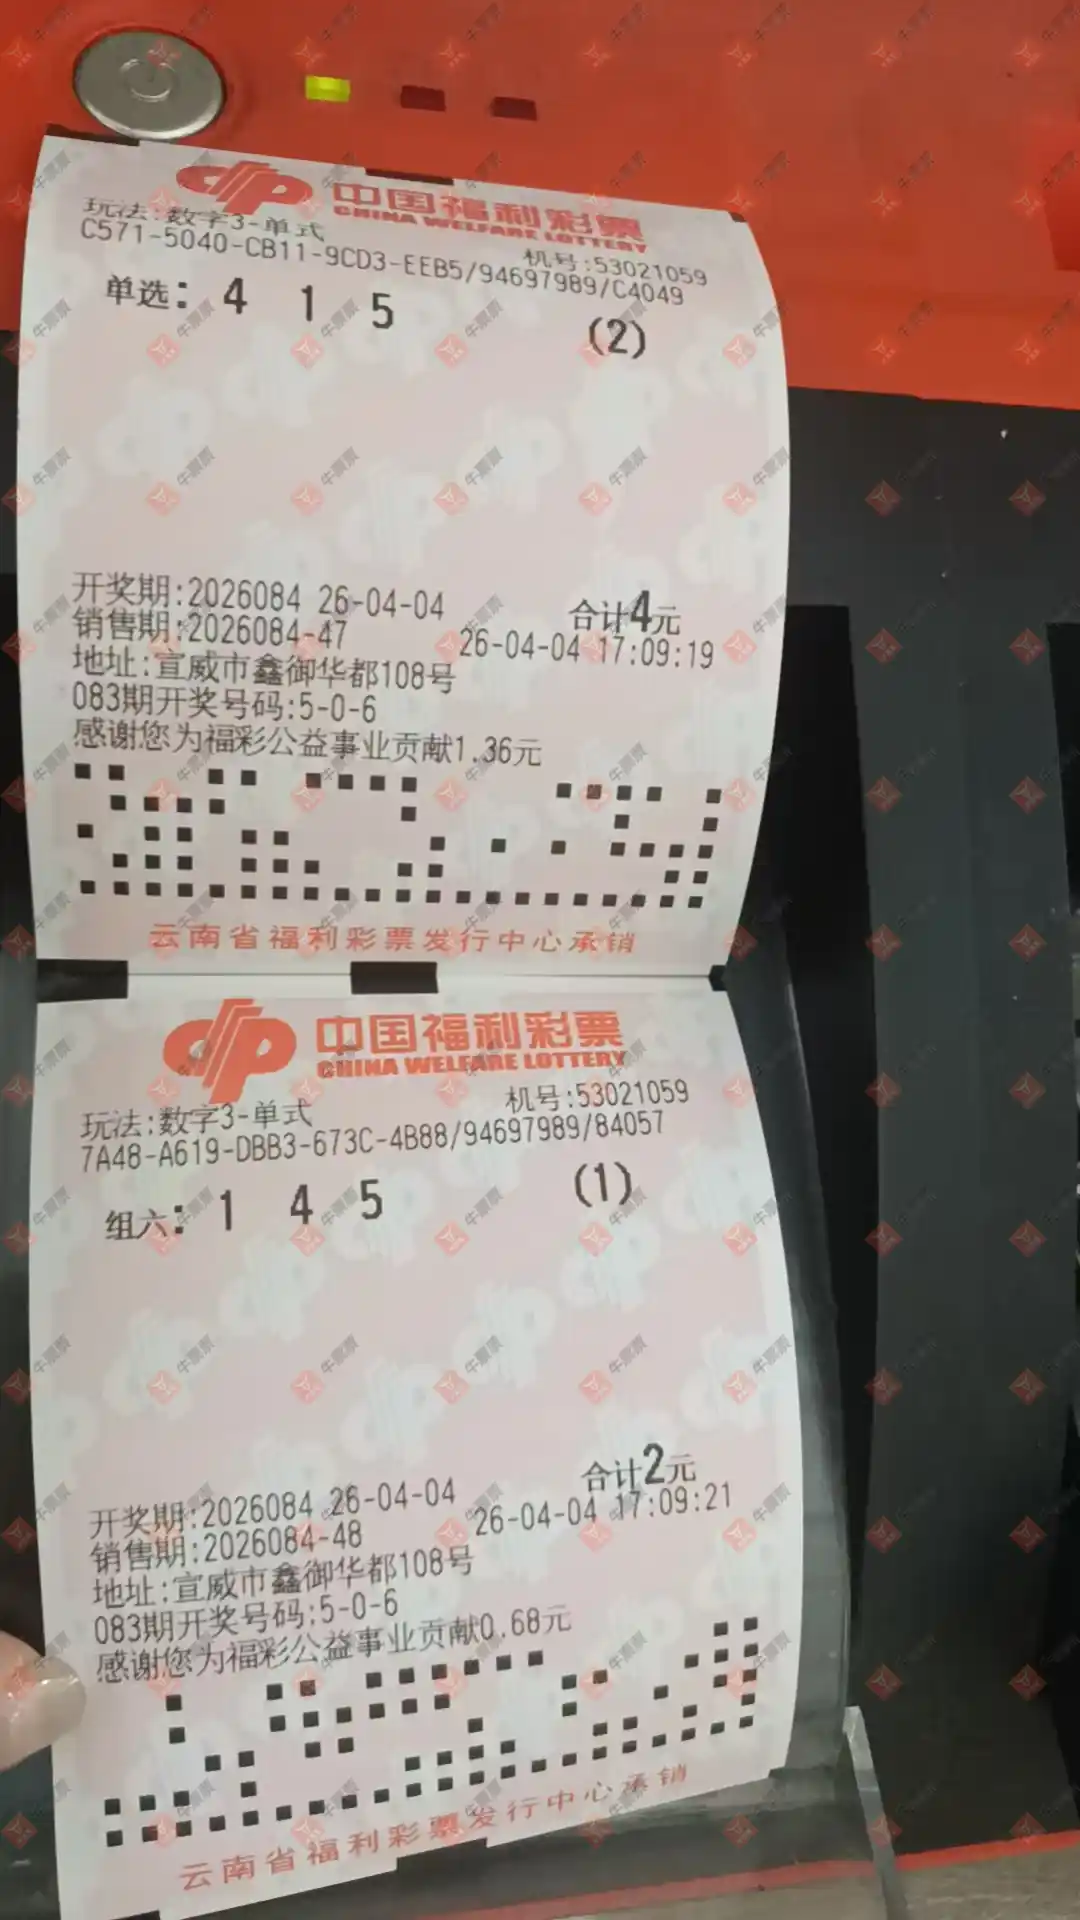 中国福利彩票
CHINA WELFARE LOTTERY
玩法:数字3-单式
机号:53021059
C571-5040-CB11-9CD3-EEB5/94697989/C4049
单选: 4 1 5 (2)
开奖期:2026084 26-04-04 合计4元
销售期:2026084-47 26-04-04 17:09:19
地址:宣威市鑫御华都108号
083期开奖号码:5-0-6
感谢您为福彩公益事业贡献1.36元
云南省福利彩票发行中心承销
中国福利彩票
CHINA WELFARE LOTTERY
玩法:数字3-单式 机号:53021059
7A48-A619-DBB3-673C-4B88/94697989/84057
组六: 1 4 5 (1)
开奖期:2026084 26-04-04 合计2元
销售期:2026084-48 26-04-04 17:09:21
地址:宣威市鑫御华都108号
083期开奖号码:5-0-6
感谢您为福彩公益事业贡献0.68元
云南省福利彩票发行中心承销
牛票票